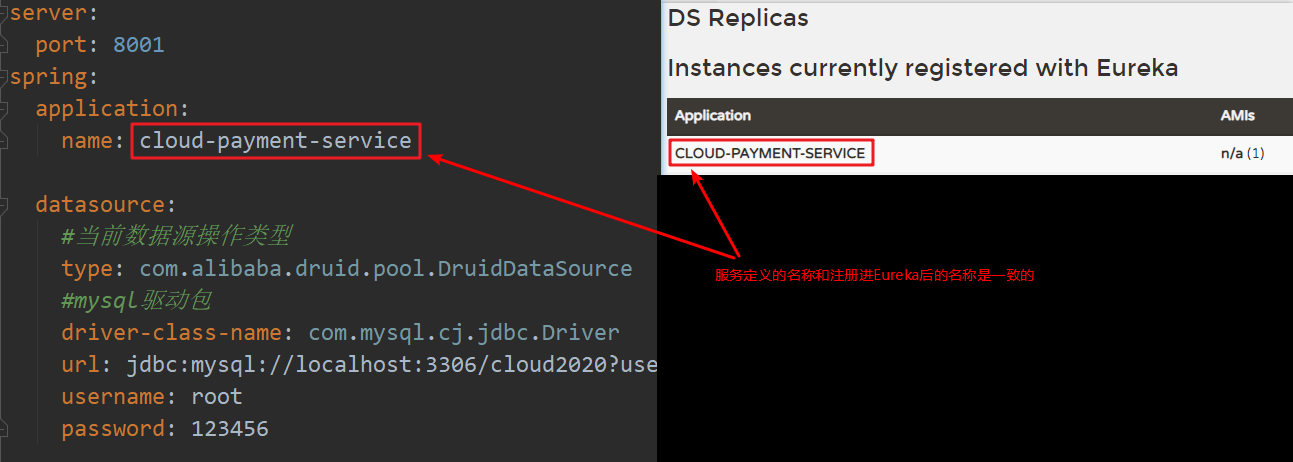 server:
port: 8001
spring:
application:
name: cloud-payment-service
datasource:
#当前数据源操作类型
type: com.alibaba.druid.pool.DruidDataSource
#mysql驱动包
driver-class-name: com.mysql.cj.jdbc.Driver
url: jdbc:mysql://localhost:3306/cloud2020?use
username: root
password: 123456
DS Replicas
Instances currently registered with Eureka
Application AMIs
CLOUD-PAYMENT-SERVICE n/a (1)
服务定义的名称和注册进Eureka后的名称是一致的